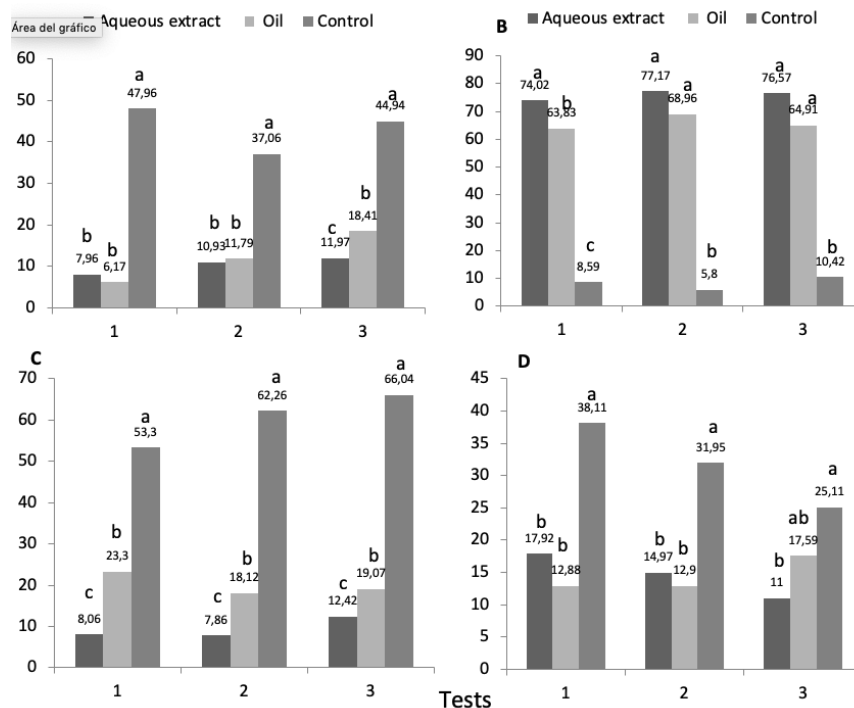 Aqueous extract Oil Control
Área del gráfico
60
50
40
30
20
10
0
b
7,96
b
6,17
a
47,96
b
10,93
b
11,79
a
37,06
c
11,97
b
18,41
a
44,94
1 2 3
Aqueous extract Oil Control
B
90
80
70
60
50
40
30
20
10
0
a
74,02
b
63,83
c
8,59
a
77,17
a
68,96
b
5,8
a
76,57
a
64,91
b
10,42
1 2 3
C
70
60
50
40
30
20
10
0
c
8,06
b
23,3
a
53,3
c
7,86
b
18,12
a
62,26
c
12,42
b
19,07
a
66,04
1 2 3
D
45
40
35
30
25
20
15
10
5
0
b
17,92
b
12,88
a
38,11
b
14,97
b
12,9
a
31,95
b
11
ab
17,59
a
25,11
1 2 3
Tests